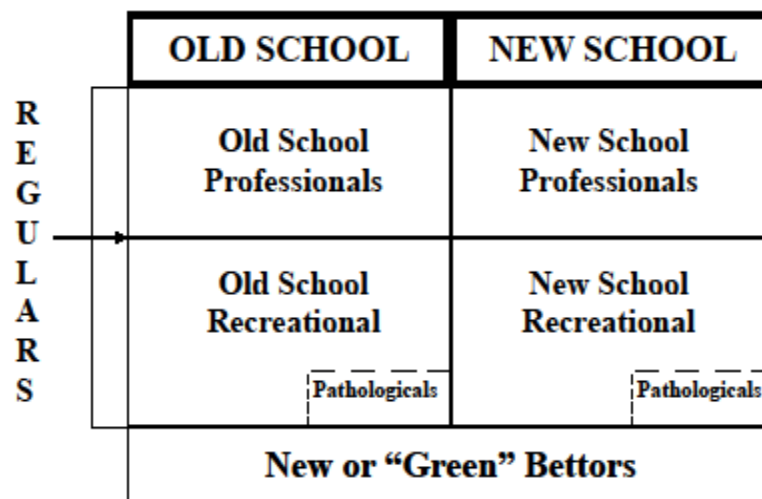 OLD SCHOOL
NEW SCHOOL
REGULARS
Old School
Professionals
New School
Professionals
Old School
Recreational
New School
Recreational
Pathologicals
Pathologicals
New or “Green” Bettors